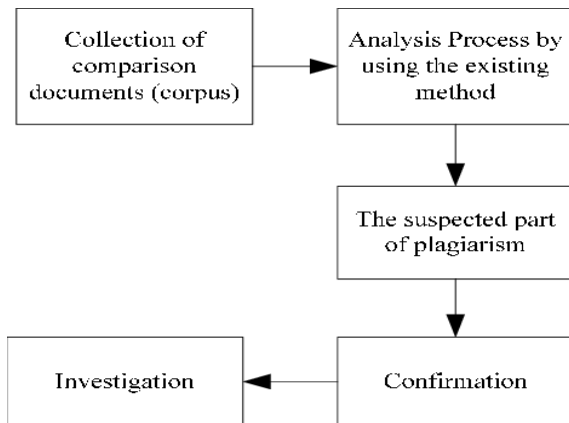 Collection of
comparison
documents (corpus)
Analysis Process by
using the existing
method
The suspected part
of plagiarism
Confirmation
Investigation